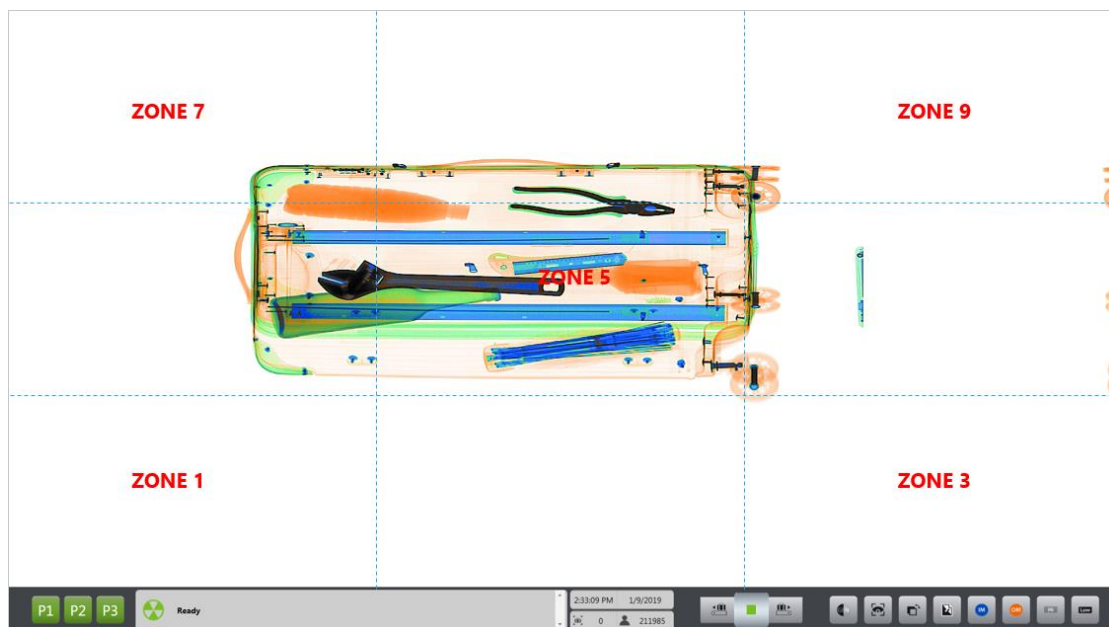 ZONE 7
ZONE 9
ZONE 5
ZONE 1
ZONE 3
P1 P2 P3
Ready
2:33:09 PM 1/9/2019
0 211985